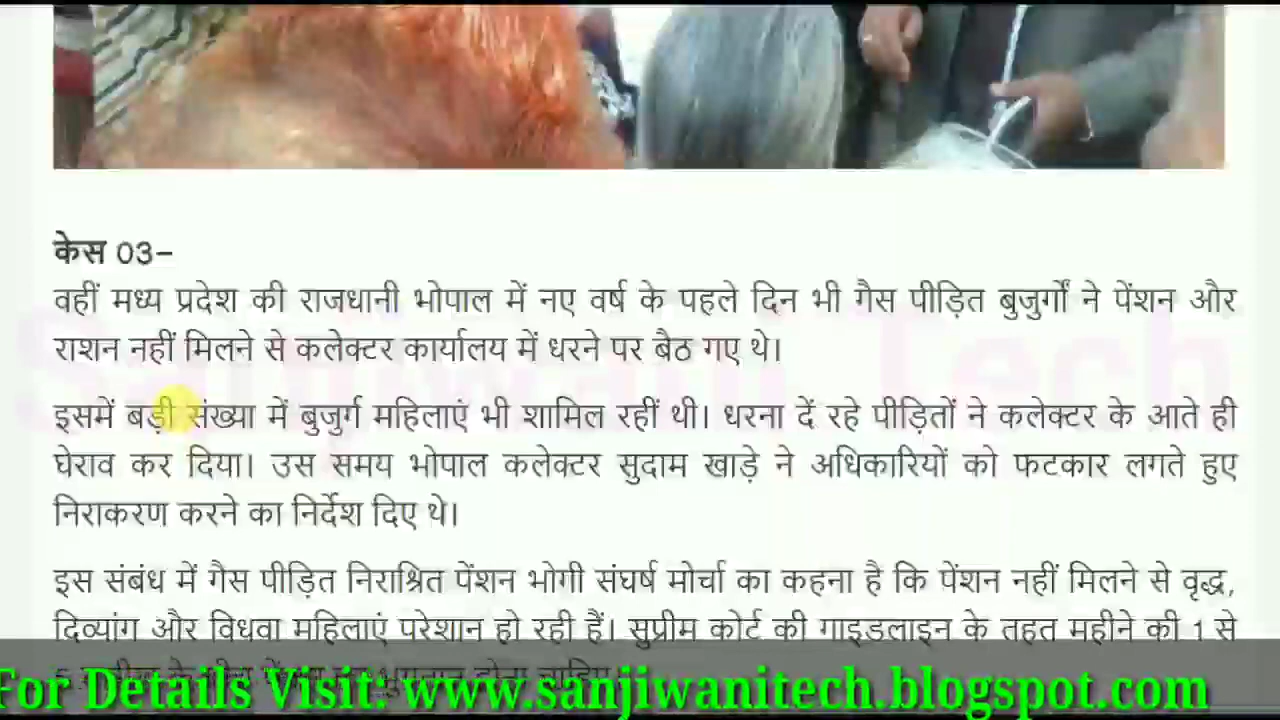 केस 03-
वहीं मध्य प्रदेश की राजधानी भोपाल में नए वर्ष के पहले दिन भी गैस पीड़ित बुजुर्गों ने पेंशन और
राशन नहीं मिलने से कलेक्टर कार्यालय में धरने पर बैठ गए थे।
इसमें बड़ी संख्या में बुजुर्ग महिलाएं भी शामिल रहीं थी। धरना दें रहे पीड़ितों ने कलेक्टर के आते ही
घेराव कर दिया। उस समय भोपाल कलेक्टर सुदाम खाड़े ने अधिकारियों को फटकार लगते हुए
निराकरण करने का निर्देश दिए थे।
इस संबंध में गैस पीड़ित निराश्रित पेंशन भोगी संघर्ष मोर्चा का कहना है कि पेंशन नहीं मिलने से वृद्ध,
दिव्यांग और विधवा महिलाएं परेशान हो रही हैं। सुप्रीम कोर्ट की गाइडलाइन के तहत महीने की 1 से
For Details Visit: www.sanjiwanitech.blogspot.com
Sanjiwani Tech